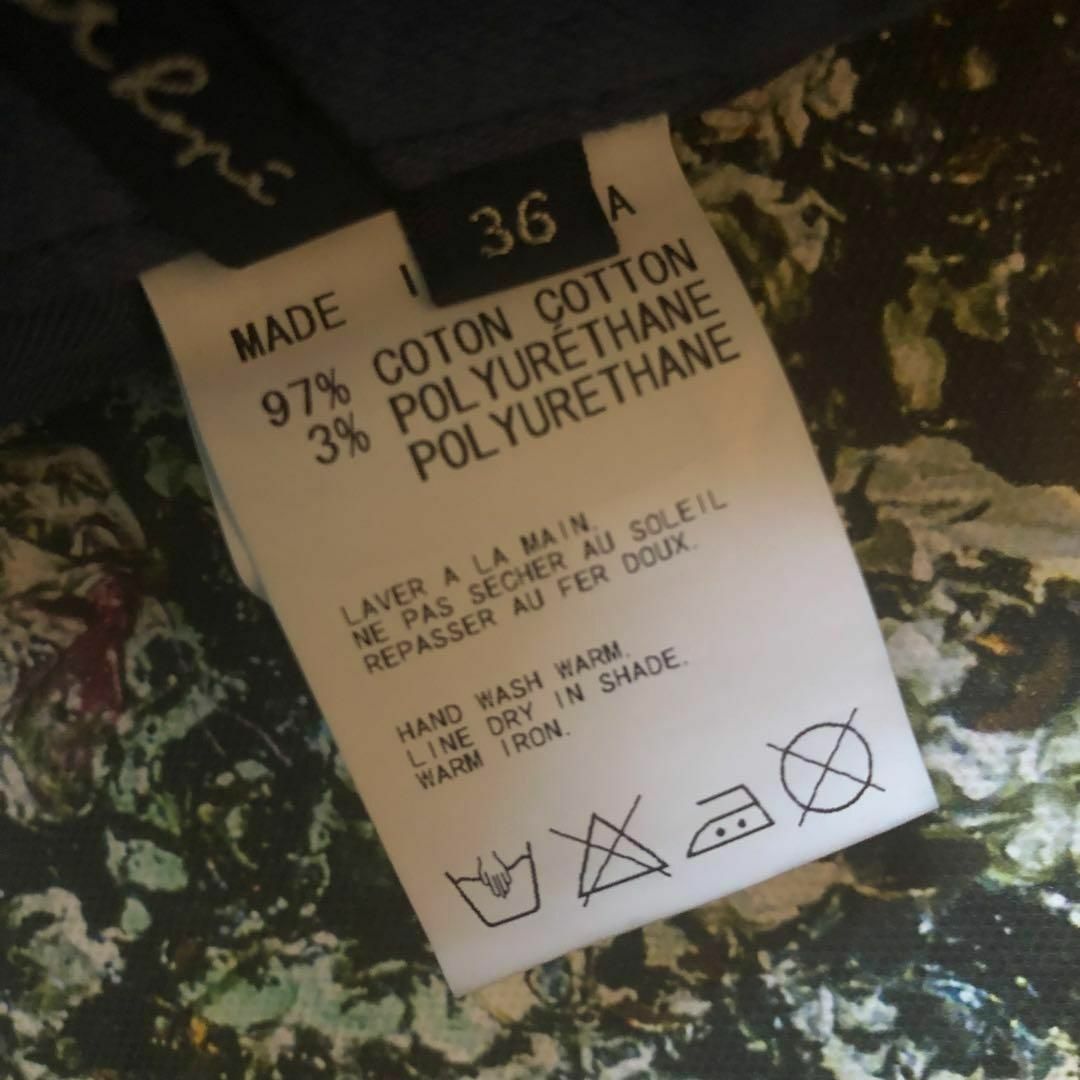 36
MADE I A
97% COTON COTTON
3% POLYURÉTHANE
POLYURETHANE
LAVER A LA MAIN.
NE PAS SECHER AU SOLEIL
REPASSER AU FER DOUX.
HAND WASH WARM.
LINE DRY IN SHADE.
WARM IRON.